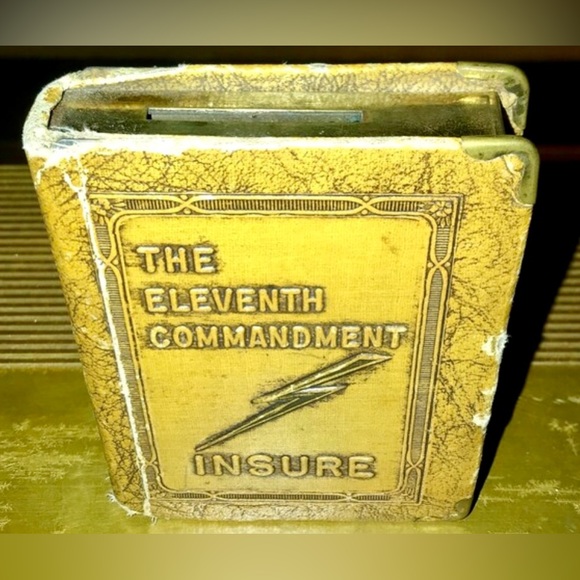 THE
ELEVENTH
COMMANDMENT
INSURE